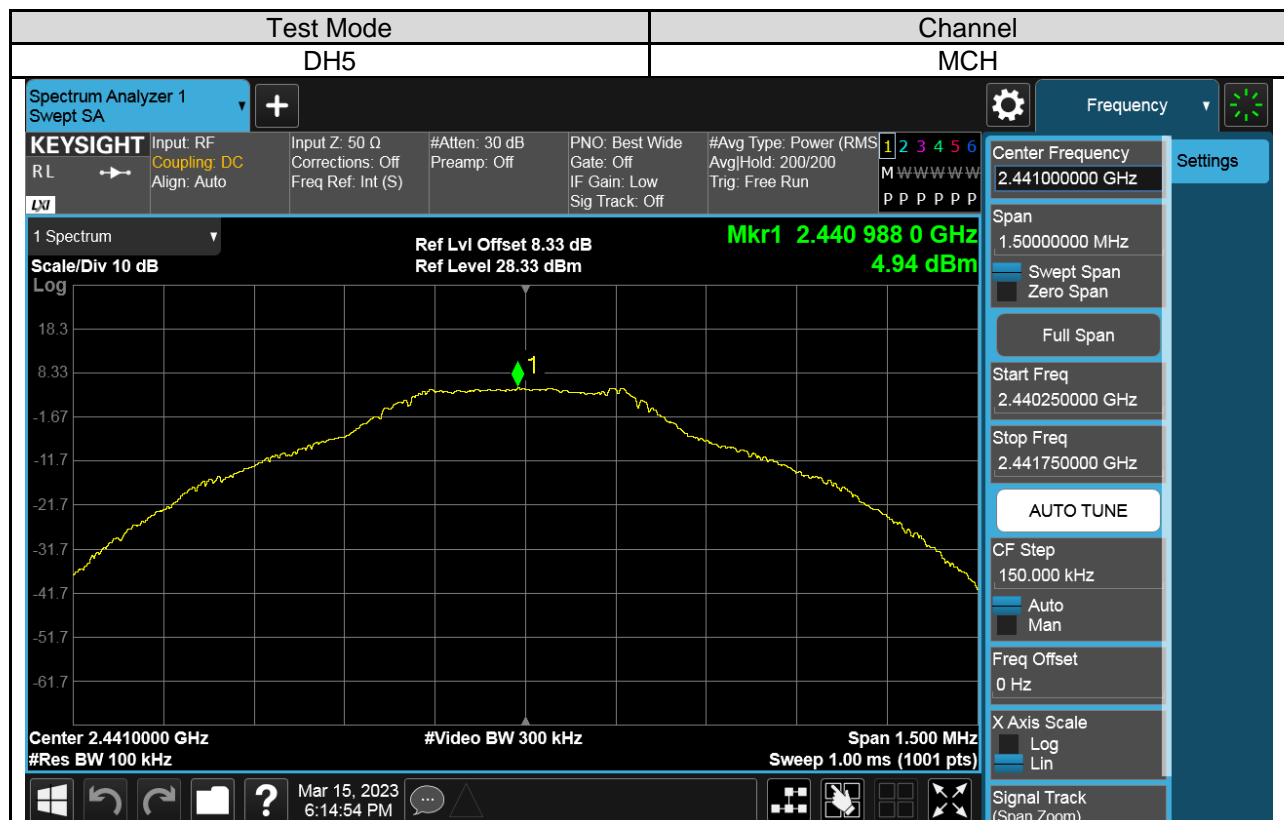 Test Mode Channel
DH5 MCH
Spectrum Analyzer 1
Swept SA
Frequency
KEYSIGHT
RL
LXI
Input: RF
Coupling: DC
Align: Auto
Input Z: 50 Ω
Corrections: Off
Freq Ref: Int (S)
#Atten: 30 dB
Preamp: Off
PNO: Best Wide
Gate: Off
IF Gain: Low
Sig Track: Off
#Avg Type: Power (RMS
Avg|Hold: 200/200
Trig: Free Run
1 2 3 4 5 6
M W W W W W
P P P P P P
1 Spectrum
Scale/Div 10 dB
Log
Ref Lvl Offset 8.33 dB
Ref Level 28.33 dBm
Mkr1 2.440 988 0 GHz
4.94 dBm
18.3
8.33
1
-1.67
-11.7
-21.7
-31.7
-41.7
-51.7
-61.7
Center 2.4410000 GHz
#Res BW 100 kHz
#Video BW 300 kHz
Span 1.500 MHz
Sweep 1.00 ms (1001 pts)
Mar 15, 2023
6:14:54 PM
Center Frequency
2.441000000 GHz
Settings
Span
1.50000000 MHz
Swept Span
Zero Span
Full Span
Start Freq
2.440250000 GHz
Stop Freq
2.441750000 GHz
AUTO TUNE
CF Step
150.000 kHz
Auto
Man
Freq Offset
0 Hz
X Axis Scale
Log
Lin
Signal Track
(Span Zoom)